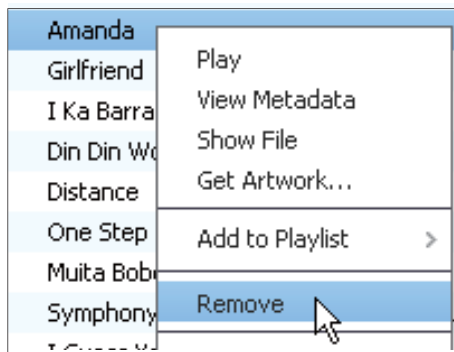 Amanda
Girlfriend
I Ka Barra
Din Din Wo
Distance
One Step
Muita Bob
Symphony
Play
View Metadata
Show File
Get Artwork...
Add to Playlist
Remove